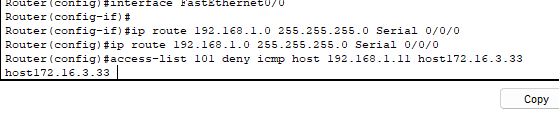 Router(config)#interface FastEthernet0/0
Router(config-if)#
Router(config-if)#ip route 192.168.1.0 255.255.255.0 Serial 0/0/0
Router(config)#ip route 192.168.1.0 255.255.255.0 Serial 0/0/0
Router(config)#access-list 101 deny icmp host 192.168.1.11 host172.16.3.33
host172.16.3.33
Copy